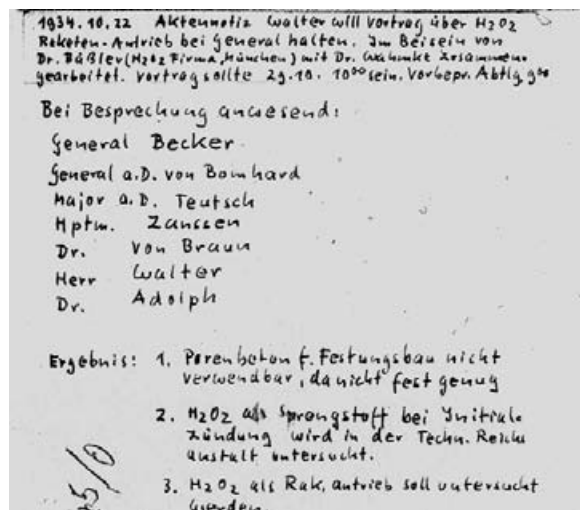 1934. 10. 22 Aktennotiz Walter will Vortrag über H2O2
Raketen-Antrieb bei General halten. Im Beisein von
Dr. (H2O2 Firma, München) mit Dr. zusammen
gearbeitet. Vortrag sollte 29.10. 10°° sein. Vorbespr. Abtlg 9°°
Bei Besprechung anwesend:
General Becker
General a.D. von Bomhard
Major a.D. Teutsch
Hptm. Zanssen
Dr. von Braun
Herr Walter
Dr. Adolph
Ergebnis: 1. Porenbeton f. Festungsbau nicht
verwendbar, da nicht fest genug
2. H2O2 als Sprengstoff bei Initial-
zündung wird in der Techn. Reichs
anstalt untersucht.
3. H2O2 als Rak, antrieb soll untersucht
werden.